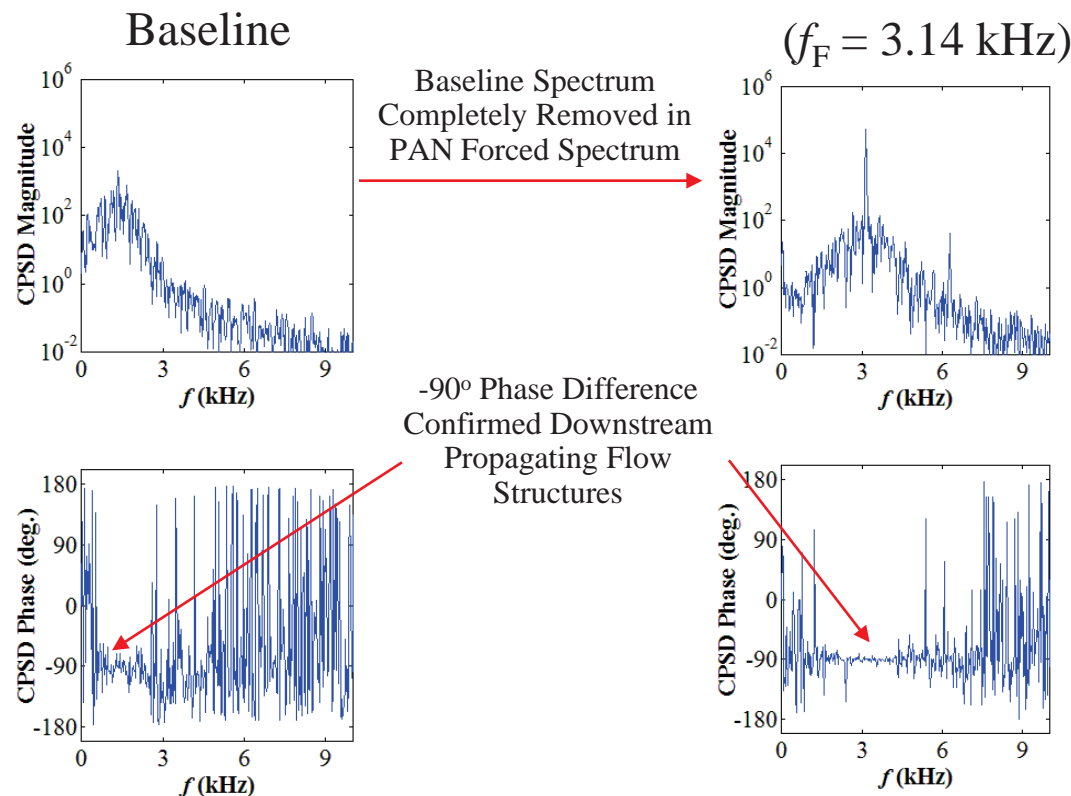 Baseline
(fF = 3.14 kHz)
Baseline Spectrum
Completely Removed in
PAN Forced Spectrum
CPSD Magnitude
10^6
10^4
10^2
10^0
10^-2
0
3
6
9
f (kHz)
CPSD Magnitude
10^6
10^4
10^2
10^0
10^-2
0
3
6
9
f (kHz)
-90º Phase Difference
Confirmed Downstream
Propagating Flow
Structures
CPSD Phase (deg.)
180
90
0
-90
-180
0
3
6
9
f (kHz)
CPSD Phase (deg.)
180
90
0
-90
-180
0
3
6
9
f (kHz)